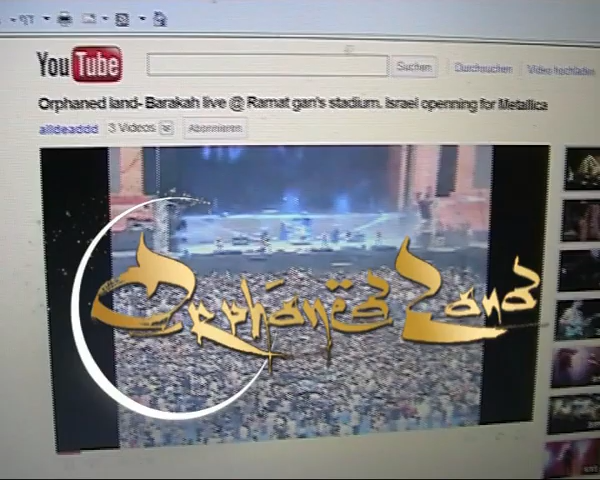 YouTube
Suchen
Durchsuchen
Video hochladen
Orphaned land- Barakah live @ Ramat gan's stadium. Israel openning for Metallica
alldeaddd 3 Videos Abonnieren
Orphaned Land